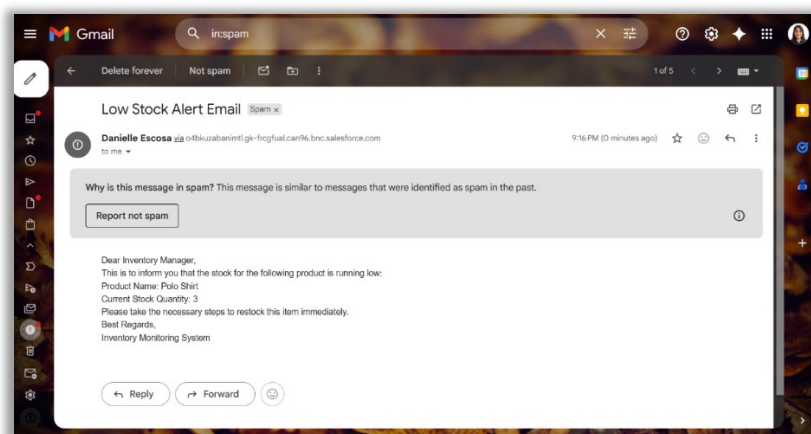 Gmail
in:spam
Delete forever Not spam
1 of 5
Low Stock Alert Email Spam x
Danielle Escosa via o4bkuzabanimtl.gk-frcgfual.can96.bnc.salesforce.com
9:16 PM (0 minutes ago)
to me
Why is this message in spam? This message is similar to messages that were identified as spam in the past.
Report not spam
Dear Inventory Manager,
This is to inform you that the stock for the following product is running low:
Product Name: Polo Shirt
Current Stock Quantity: 3
Please take the necessary steps to restock this item immediately.
Best Regards,
Inventory Monitoring System
Reply Forward